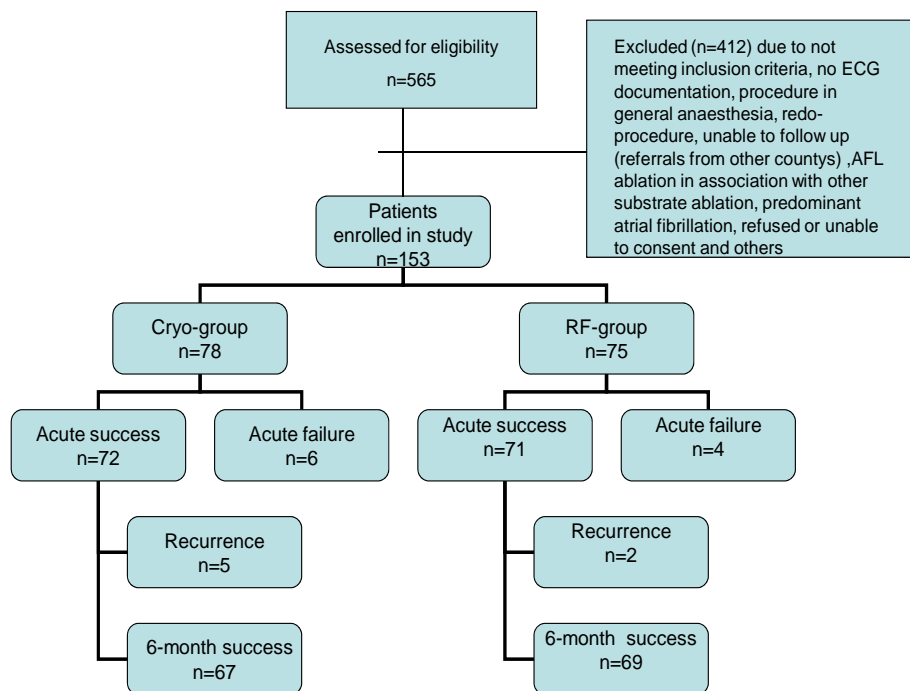 Assessed for eligibility
n=565
Excluded (n=412) due to not
meeting inclusion criteria, no ECG
documentation, procedure in
general anaesthesia, redo-
procedure, unable to follow up
(referrals from other countys) ,AFL
ablation in association with other
substrate ablation, predominant
atrial fibrillation, refused or unable
to consent and others
Patients
enrolled in study
n=153
Cryo-group
n=78
RF-group
n=75
Acute success
n=72
Acute failure
n=6
Acute success
n=71
Acute failure
n=4
Recurrence
n=5
Recurrence
n=2
6-month success
n=67
6-month success
n=69